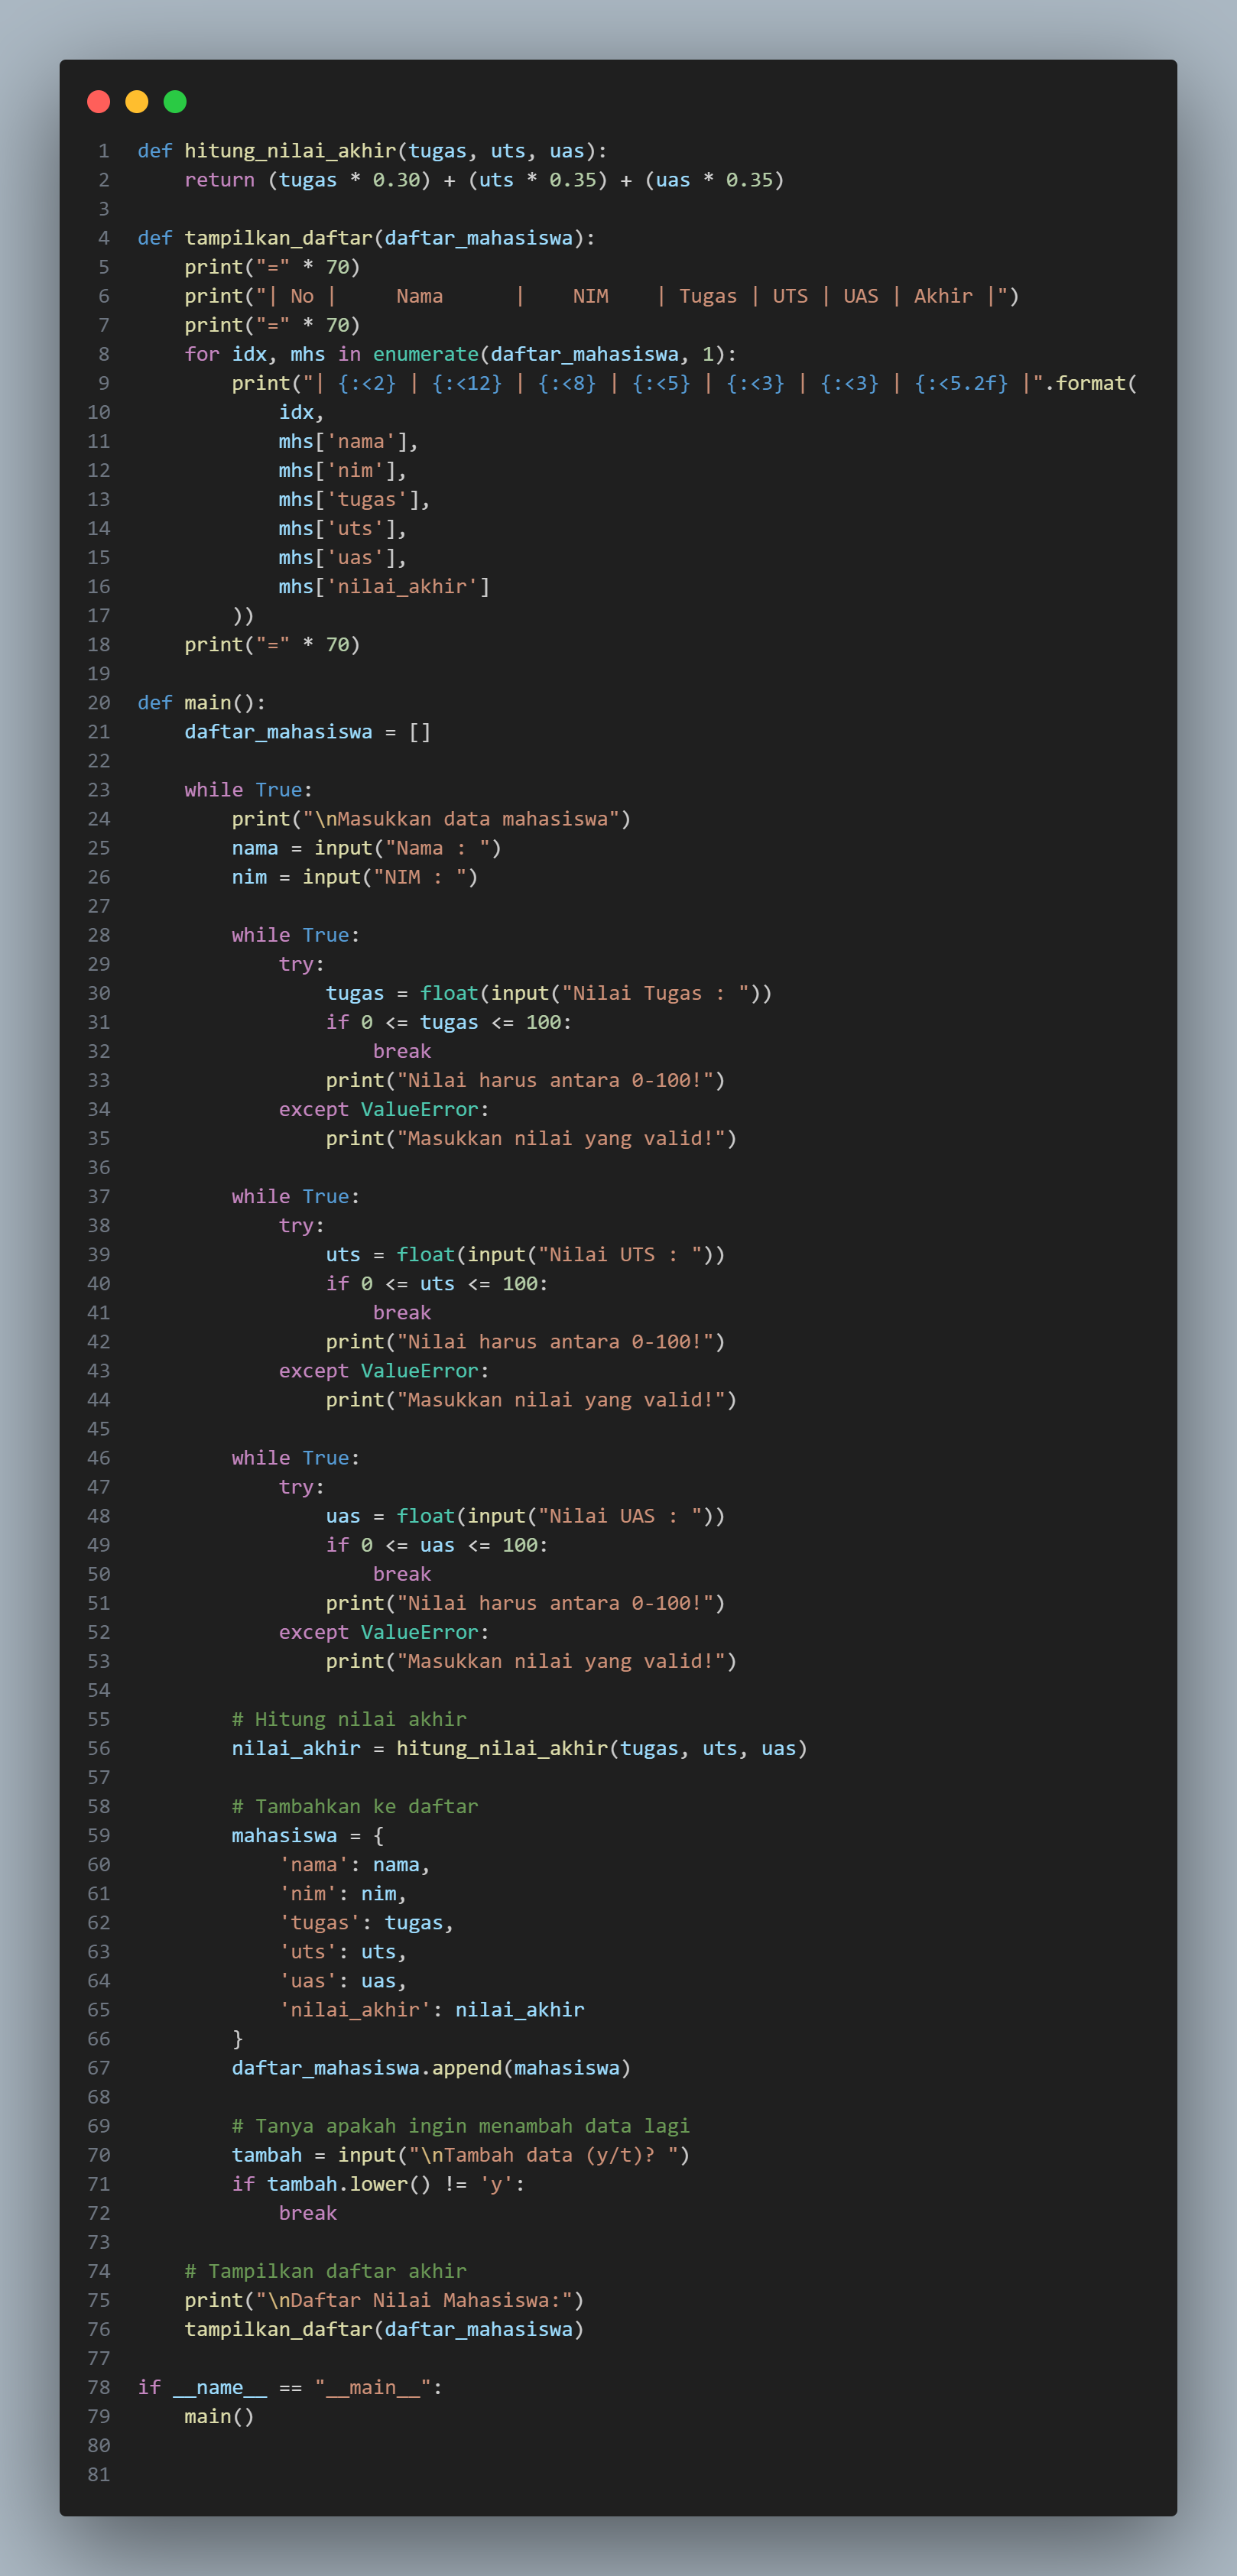 1 def hitung_nilai_akhir(tugas, uts, uas):
2     return (tugas * 0.30) + (uts * 0.35) + (uas * 0.35)
3
4 def tampilkan_daftar(daftar_mahasiswa):
5     print("=" * 70)
6     print("| No |     Nama      |    NIM    | Tugas | UTS | UAS | Akhir |")
7     print("=" * 70)
8     for idx, mhs in enumerate(daftar_mahasiswa, 1):
9         print("| {:<2} | {:<12} | {:<8} | {:<5} | {:<3} | {:<3} | {:<5.2f} |".format(
10             idx,
11             mhs['nama'],
12             mhs['nim'],
13             mhs['tugas'],
14             mhs['uts'],
15             mhs['uas'],
16             mhs['nilai_akhir']
17         ))
18     print("=" * 70)
19
20 def main():
21     daftar_mahasiswa = []
22
23     while True:
24         print("\nMasukkan data mahasiswa")
25         nama = input("Nama : ")
26         nim = input("NIM : ")
27
28         while True:
29             try:
30                 tugas = float(input("Nilai Tugas : "))
31                 if 0 <= tugas <= 100:
32                     break
33                 print("Nilai harus antara 0-100!")
34             except ValueError:
35                 print("Masukkan nilai yang valid!")
36
37         while True:
38             try:
39                 uts = float(input("Nilai UTS : "))
40                 if 0 <= uts <= 100:
41                     break
42                 print("Nilai harus antara 0-100!")
43             except ValueError:
44                 print("Masukkan nilai yang valid!")
45
46         while True:
47             try:
48                 uas = float(input("Nilai UAS : "))
49                 if 0 <= uas <= 100:
50                     break
51                 print("Nilai harus antara 0-100!")
52             except ValueError:
53                 print("Masukkan nilai yang valid!")
54
55         # Hitung nilai akhir
56         nilai_akhir = hitung_nilai_akhir(tugas, uts, uas)
57
58         # Tambahkan ke daftar
59         mahasiswa = {
60             'nama': nama,
61             'nim': nim,
62             'tugas': tugas,
63             'uts': uts,
64             'uas': uas,
65             'nilai_akhir': nilai_akhir
66         }
67         daftar_mahasiswa.append(mahasiswa)
68
69         # Tanya apakah ingin menambah data lagi
70         tambah = input("\nTambah data (y/t)? ")
71         if tambah.lower() != 'y':
72             break
73
74     # Tampilkan daftar akhir
75     print("\nDaftar Nilai Mahasiswa:")
76     tampilkan_daftar(daftar_mahasiswa)
77
78 if __name__ == "__main__":
79     main()
80
81